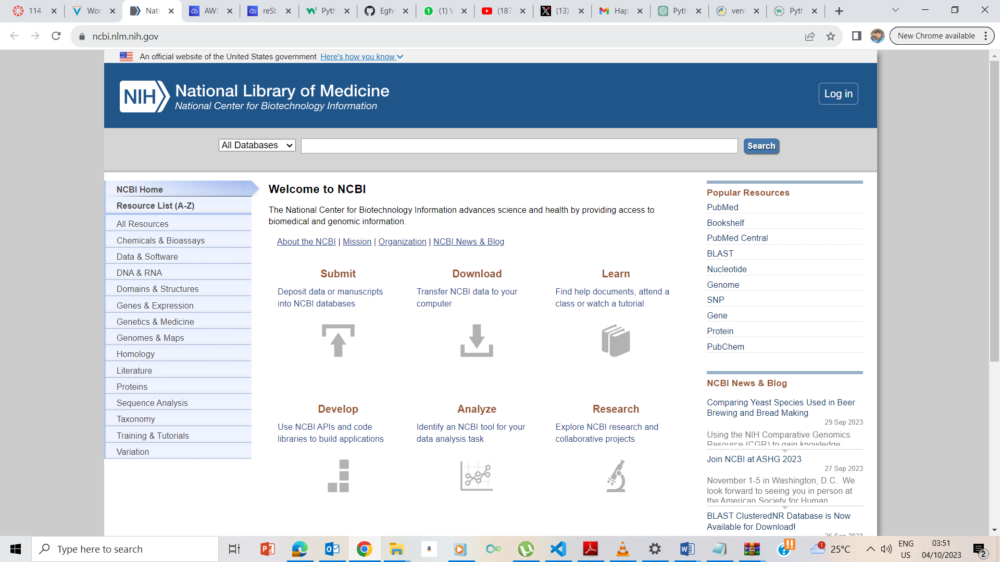 114-
Wor
Nati
AWS
reSt
Pyth
Eghe
(1) V
(187
(13)
Hap
Pyth
venv
Pyth
ncbi.nlm.nih.gov
New Chrome available
An official website of the United States government Here's how you know
NIH
National Library of Medicine
National Center for Biotechnology Information
Log in
All Databases
Search
NCBI Home
Resource List (A-Z)
All Resources
Chemicals & Bioassays
Data & Software
DNA & RNA
Domains & Structures
Genes & Expression
Genetics & Medicine
Genomes & Maps
Homology
Literature
Proteins
Sequence Analysis
Taxonomy
Training & Tutorials
Variation
Welcome to NCBI
The National Center for Biotechnology Information advances science and health by providing access to
biomedical and genomic information.
About the NCBI | Mission | Organization | NCBI News & Blog
Submit
Deposit data or manuscripts
into NCBI databases
Download
Transfer NCBI data to your
computer
Learn
Find help documents, attend a
class or watch a tutorial
Develop
Use NCBI APIs and code
libraries to build applications
Analyze
Identify an NCBI tool for your
data analysis task
Research
Explore NCBI research and
collaborative projects
Popular Resources
PubMed
Bookshelf
PubMed Central
BLAST
Nucleotide
Genome
SNP
Gene
Protein
PubChem
NCBI News & Blog
Comparing Yeast Species Used in Beer
Brewing and Bread Making
29 Sep 2023
Using the NIH Comparative Genomics
Resource (CGR) to gain knowledge
Join NCBI at ASHG 2023
27 Sep 2023
November 1-5 in Washington, D.C. We
look forward to seeing you in person at
the American Society for Human
BLAST ClusteredNR Database is Now
Available for Download!
26 Sep 2023
Type here to search
a
1
25°C
ENG
US
03:51
04/10/2023
2